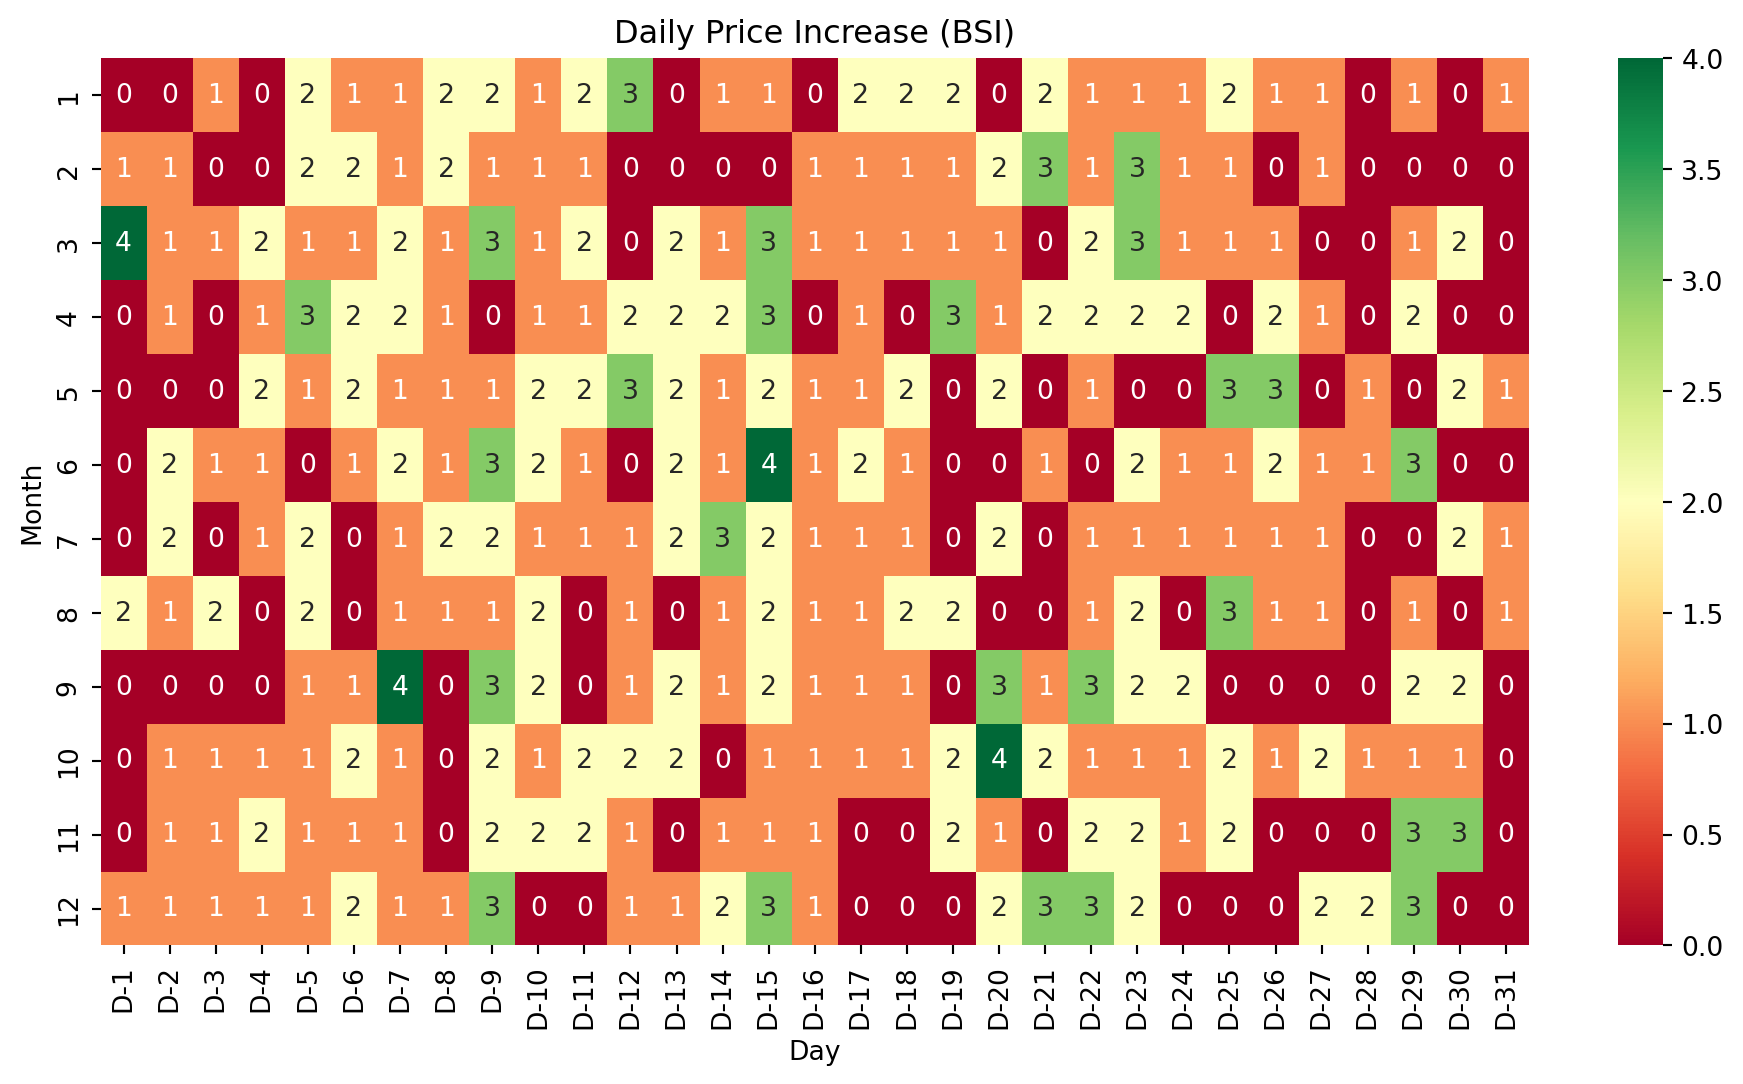 Daily Price Increase (BSI)
1 0 0 1 0 2 1 1 2 2 1 2 3 0 1 1 0 2 2 2 0 2 1 1 1 2 1 1 0 1 0 1
2 1 1 0 0 2 2 1 2 1 1 1 0 0 0 0 1 1 1 1 2 3 1 3 1 1 0 1 0 0 0 0
3 4 1 1 2 1 1 2 1 3 1 2 0 2 1 3 1 1 1 1 1 0 2 3 1 1 1 0 0 1 2 0
4 0 1 0 1 3 2 2 1 0 1 1 2 2 2 3 0 1 0 3 1 2 2 2 2 0 2 1 0 2 0 0
5 0 0 0 2 1 2 1 1 1 2 2 3 2 1 2 1 1 2 0 2 0 1 0 0 3 3 0 1 0 2 1
6 0 2 1 1 0 1 2 1 3 2 1 0 2 1 4 1 2 1 0 0 1 0 2 1 1 2 1 1 3 0 0
7 0 2 0 1 2 0 1 2 2 1 1 1 2 3 2 1 1 1 0 2 0 1 1 1 1 1 1 0 0 2 1
8 2 1 2 0 2 0 1 1 1 2 0 1 0 1 2 1 1 2 2 0 0 1 2 0 3 1 1 0 1 0 1
9 0 0 0 0 1 1 4 0 3 2 0 1 2 1 2 1 1 1 0 3 1 3 2 2 0 0 0 0 2 2 0
10 0 1 1 1 1 2 1 0 2 1 2 2 2 0 1 1 1 1 2 4 2 1 1 1 2 1 2 1 1 1 0
11 0 1 1 2 1 1 1 0 2 2 2 1 0 1 1 1 0 0 2 1 0 2 2 1 2 0 0 0 3 3 0
12 1 1 1 1 1 2 1 1 3 0 0 1 1 2 3 1 0 0 0 2 3 3 2 0 0 0 2 2 3 0 0
Month
D-1 D-2 D-3 D-4 D-5 D-6 D-7 D-8 D-9 D-10 D-11 D-12 D-13 D-14 D-15 D-16 D-17 D-18 D-19 D-20 D-21 D-22 D-23 D-24 D-25 D-26 D-27 D-28 D-29 D-30 D-31
Day
4.0
3.5
3.0
2.5
2.0
1.5
1.0
0.5
0.0